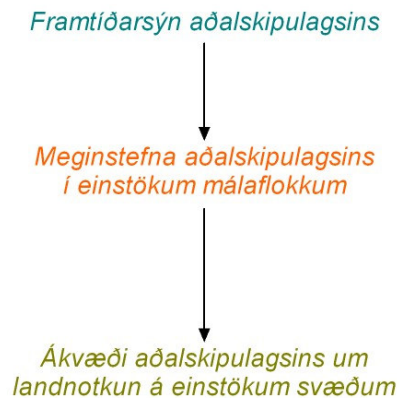 Framtíðarsýn aðalskipulagsins
Meginstefna aðalskipulagsins
í einstökum málaflokkum
Ákvæði aðalskipulagsins um
landnotkun á einstökum svæðum